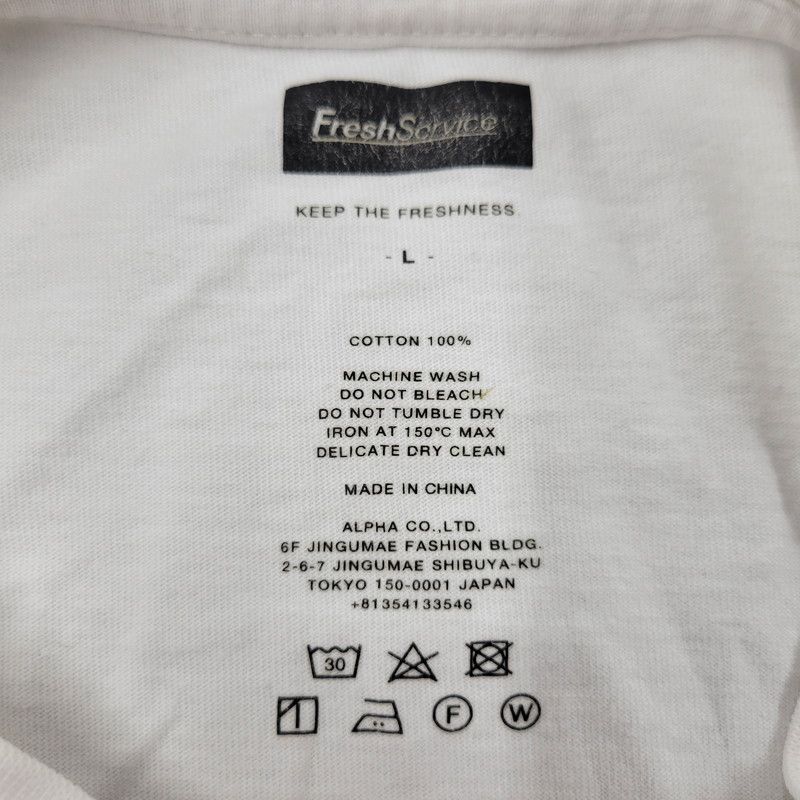 FreshService
KEEP THE FRESHNESS
- L -
COTTON 100%
MACHINE WASH
DO NOT BLEACH
DO NOT TUMBLE DRY
IRON AT 150°C MAX
DELICATE DRY CLEAN
MADE IN CHINA
ALPHA CO.,LTD.
6F JINGUMAE FASHION BLDG.
2-6-7 JINGUMAE SHIBUYA-KU
TOKYO 150-0001 JAPAN
+81354133546
30
F W